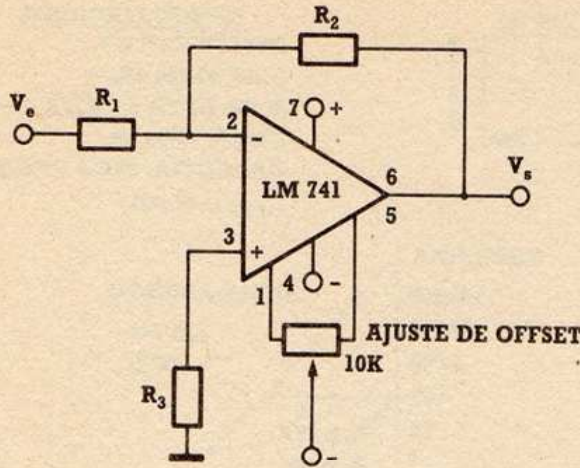 R2
Ve
R1
7
+
2
-
LM 741
6
Vs
5
3
+
1
4
-
AJUSTE DE OFFSET
10K
R3
-